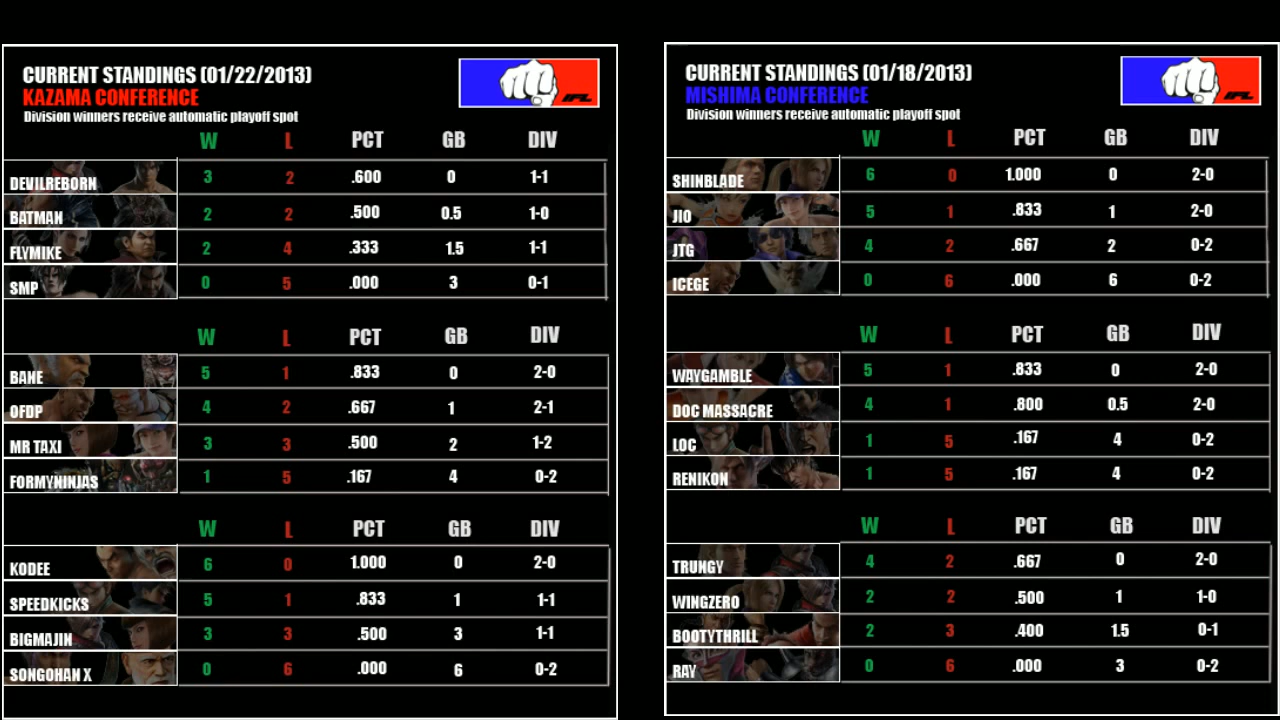 CURRENT STANDINGS (01/22/2013)
KAZAMA CONFERENCE
Division winners receive automatic playoff spot
IFL
W L PCT GB DIV
DEVILREBORN 3 2 .600 0 1-1
BATMAN 2 2 .500 0.5 1-0
FLYMIKE 2 4 .333 1.5 1-1
SMP 0 5 .000 3 0-1
W L PCT GB DIV
BANE 5 1 .833 0 2-0
OFDP 4 2 .667 1 2-1
MR TAXI 3 3 .500 2 1-2
FORMYNINJAS 1 5 .167 4 0-2
W L PCT GB DIV
KODEE 6 0 1.000 0 2-0
SPEEDKICKS 5 1 .833 1 1-1
BIGMAJIN 3 3 .500 3 1-1
SONGOHAN X 0 6 .000 6 0-2
CURRENT STANDINGS (01/18/2013)
MISHIMA CONFERENCE
Division winners receive automatic playoff spot
IFL
W L PCT GB DIV
SHINBLADE 6 0 1.000 0 2-0
JIO 5 1 .833 1 2-0
JTG 4 2 .667 2 0-2
ICEGE 0 6 .000 6 0-2
W L PCT GB DIV
WAYGAMBLE 5 1 .833 0 2-0
DOC MASSACRE 4 1 .800 0.5 2-0
LOC 1 5 .167 4 0-2
RENIKON 1 5 .167 4 0-2
W L PCT GB DIV
TRUNGY 4 2 .667 0 2-0
WINGZERO 2 2 .500 1 1-0
BOOTYTHRILL 2 3 .400 1.5 0-1
RAY 0 6 .000 3 0-2